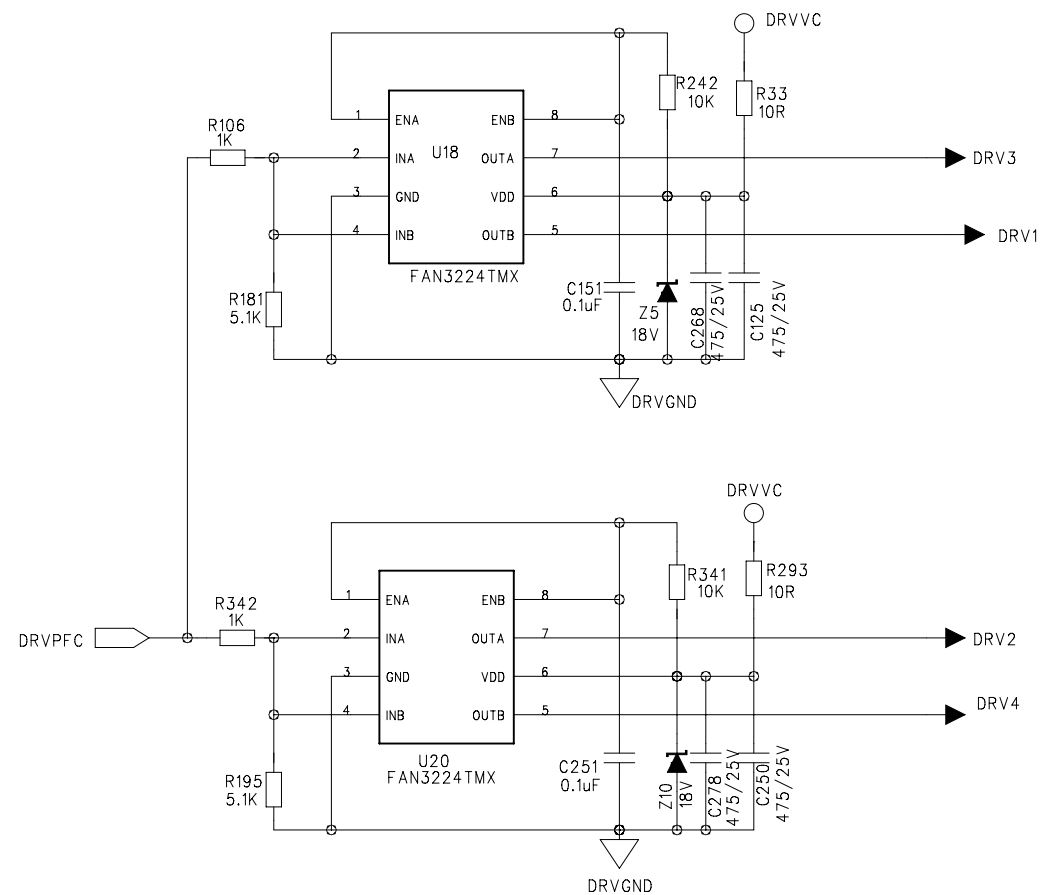 DRVVC
R242
10K
R33
10R
R106
1K
1
ENA
ENB
8
2
INA
U18
OUTA
7
DRV3
3
GND
VDD
6
4
INB
OUTB
5
DRV1
FAN3224TMX
R181
5.1K
C151
0.1uF
Z5
18V
C268
475/25V
C125
475/25V
DRVGND
DRVVC
R341
10K
R293
10R
1
ENA
ENB
8
R342
1K
DRVPFC
2
INA
OUTA
7
DRV2
3
GND
VDD
6
4
INB
OUTB
5
DRV4
U20
FAN3224TMX
R195
5.1K
C251
0.1uF
Z10
18V
C278
475/25V
C250
475/25V
DRVGND